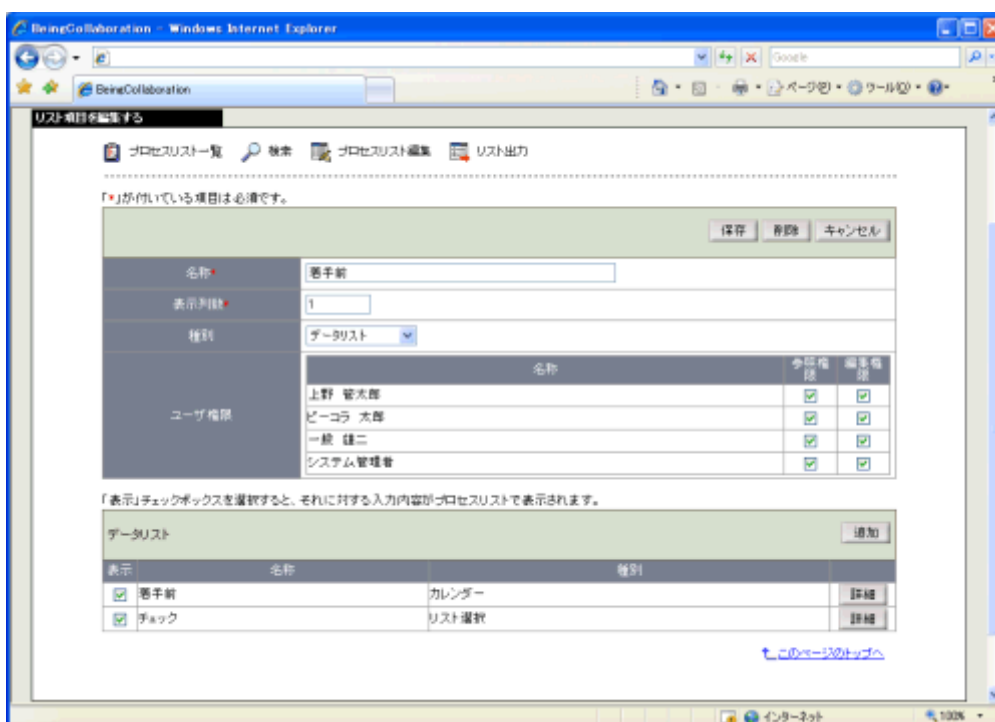 BeingCollaboration - Windows Internet Explorer
Google
BeingCollaboration
ページ(P) ツール(O)
リスト項目を編集する
プロセスリスト一覧 検索 プロセスリスト編集 リスト出力
「*」が付いている項目は必須です。
保存 削除 キャンセル
名称* 着手前
表示列順* 1
種別 データリスト
ユーザ権限
名称 参照権限 編集権限
上野 管太郎
ビーコラ 太郎
一般 雄二
システム管理者
「表示」チェックボックスを選択すると、それに対する入力内容がプロセスリストで表示されます。
データリスト 追加
表示 名称 種別
着手前 カレンダー 詳細
チェック リスト選択 詳細
↑ このページのトップへ
インターネット 100%